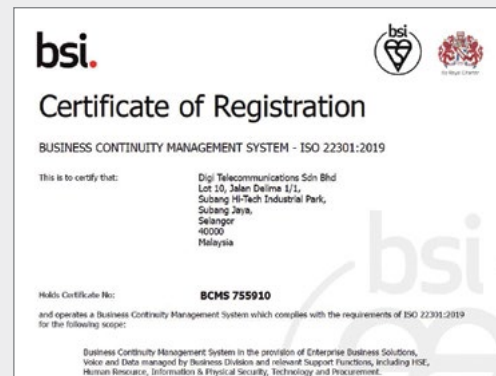 bsi.
bsi
By Royal Charter
Certificate of Registration
BUSINESS CONTINUITY MANAGEMENT SYSTEM - ISO 22301:2019
This is to certify that:
Digi Telecommunications Sdn Bhd
Lot 10, Jalan Delima 1/1,
Subang Hi-Tech Industrial Park,
Subang Jaya,
Selangor
40000
Malaysia
bsi
Holds Certificate No:
BCMS 755910
and operates a Business Continuity Management System which complies with the requirements of ISO 22301:2019
for the following scope:
Business Continuity Management System in the provision of Enterprise Business Solutions,
Voice and Data managed by Business Division and relevant Support Functions, including HSE,
Human Resource, Information & Physical Security, Technology and Procurement.